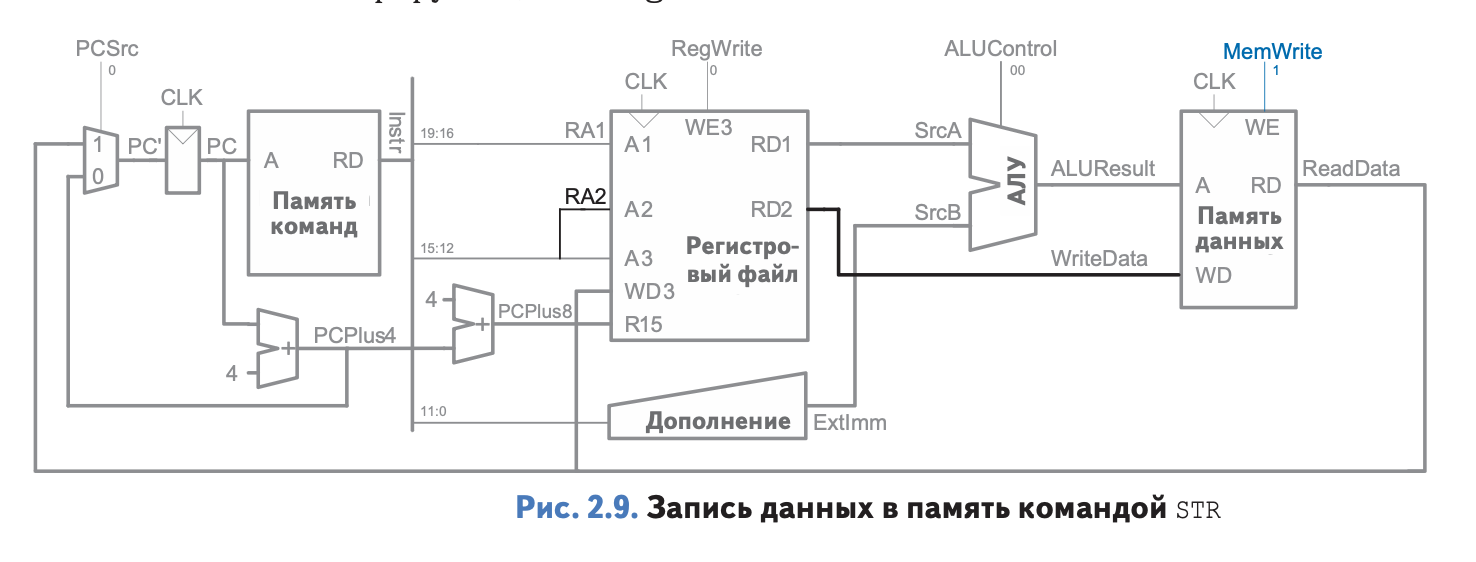 PCSrc
0
RegWrite
0
ALUControl
00
MemWrite
1
CLK
CLK
CLK
1
0
PC'
PC
A
RD
Память
команд
Instr
19:16
RA1
A1
WE3
RD1
SrcA
АЛУ
ALUResult
WE
A
RD
ReadData
Память
данных
WD
RA2
A2
RD2
SrcB
WriteData
15:12
A3
Регистро-
вый файл
WD3
R15
4
+
PCPlus8
PCPlus4
+
4
11:0
Дополнение
ExtImm
Рис. 2.9. Запись данных в память командой STR